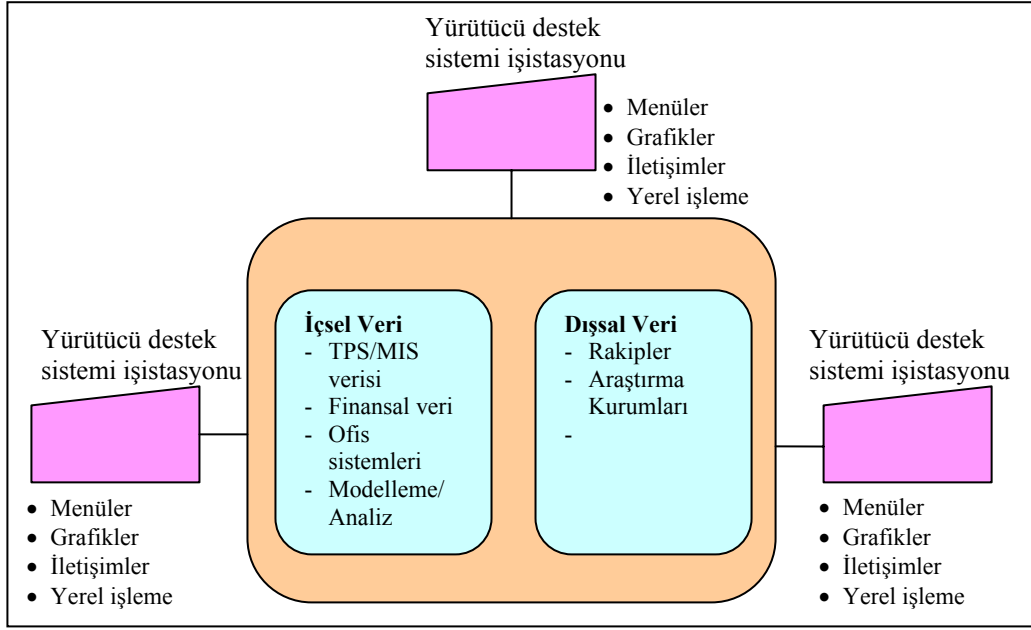 Yürütücü destek
sistemi işistasyonu
• Menüler
• Grafikler
• İletişimler
• Yerel işleme
Yürütücü destek
sistemi işistasyonu
• Menüler
• Grafikler
• İletişimler
• Yerel işleme
İçsel Veri
- TPS/MIS
verisi
- Finansal veri
- Ofis
sistemleri
- Modelleme/
Analiz
Dışsal Veri
- Rakipler
- Araştırma
Kurumları
-
Yürütücü destek
sistemi işistasyonu
• Menüler
• Grafikler
• İletişimler
• Yerel işleme